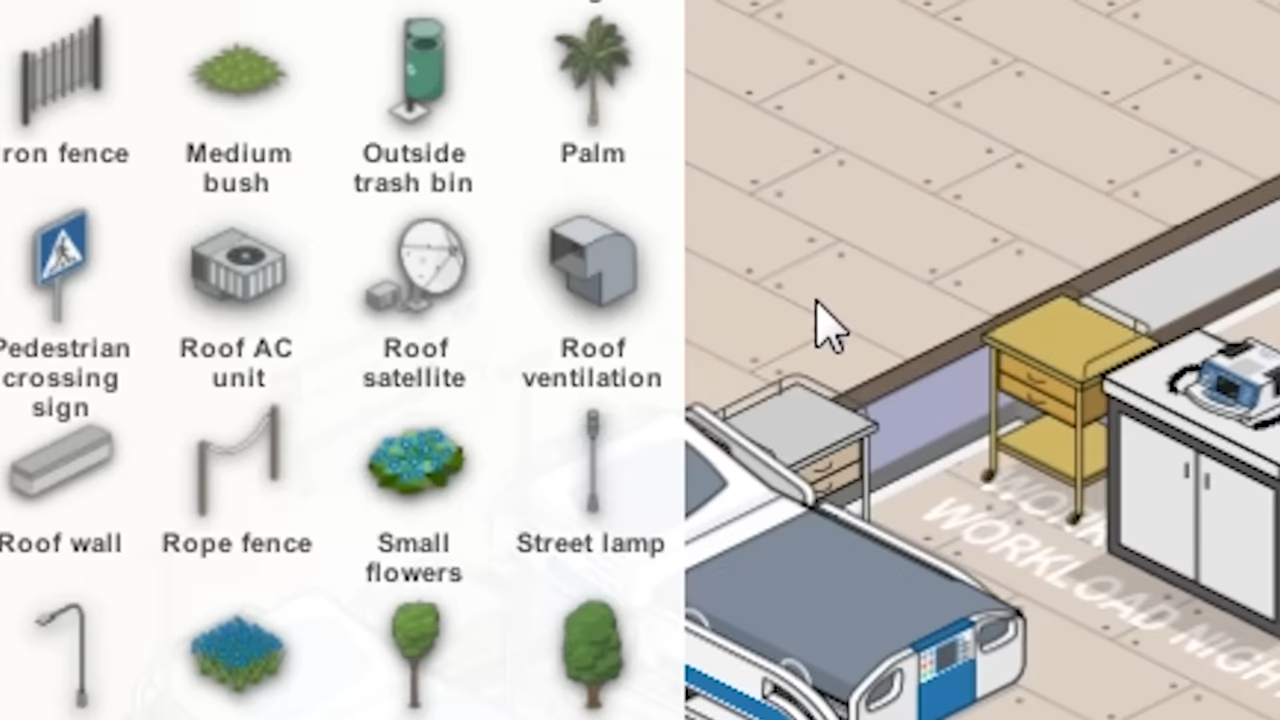 ron fence
Medium
bush
Outside
trash bin
Palm
Pedestrian
crossing
sign
Roof AC
unit
Roof
satellite
Roof
ventilation
Roof wall
Rope fence
Small
flowers
Street lamp
WORKLOAD NIGH